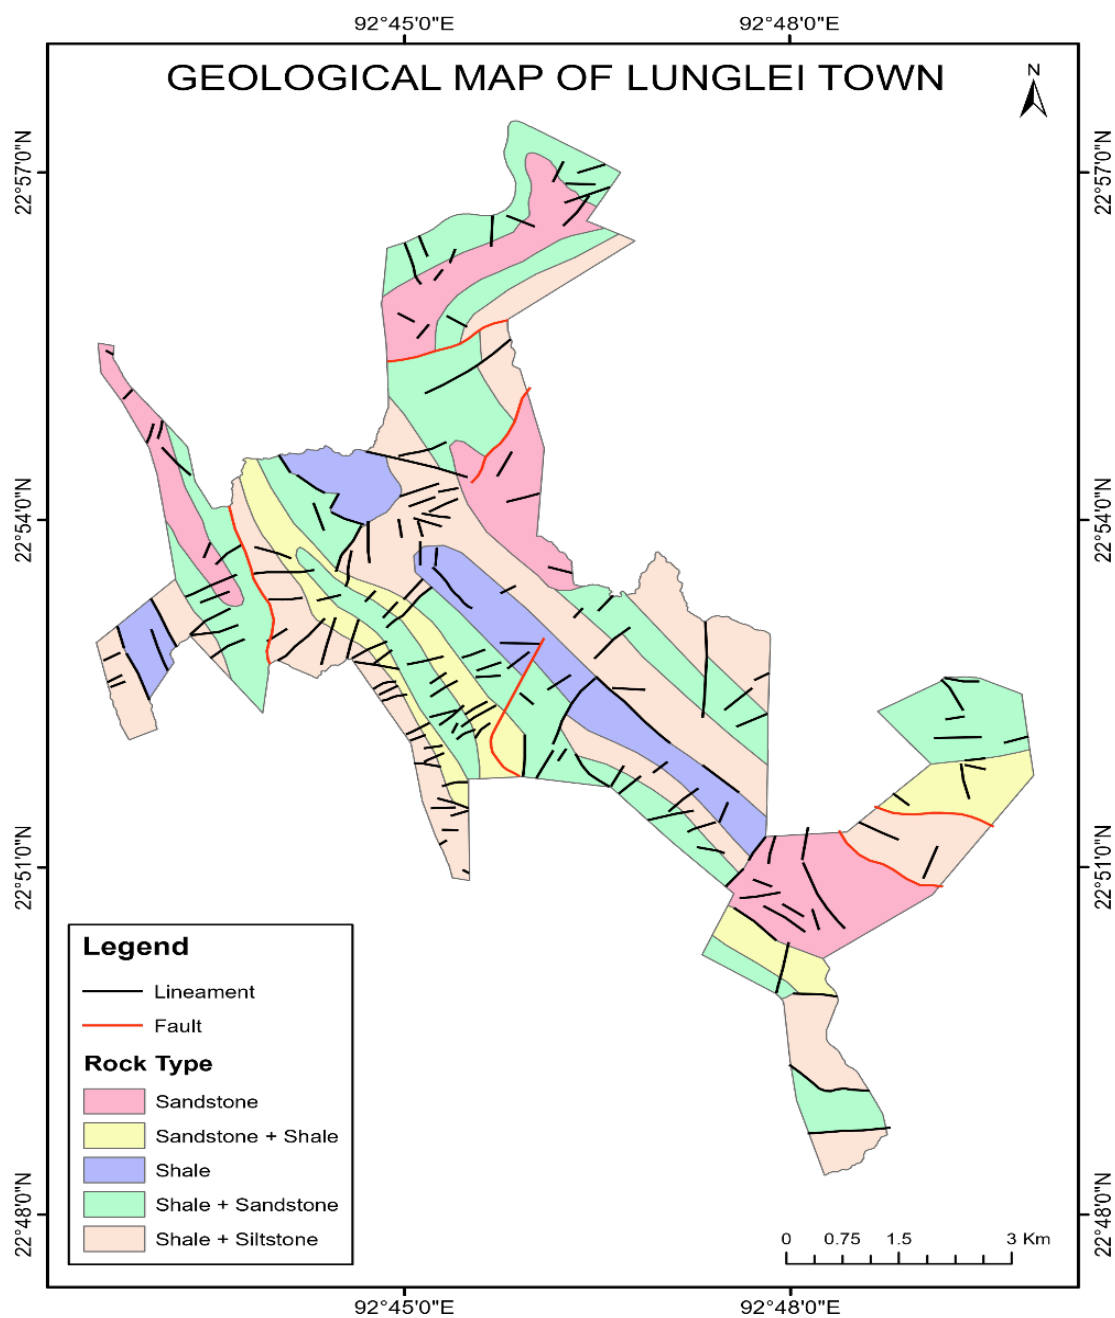 92°45'0"E 92°48'0"E
GEOLOGICAL MAP OF LUNGLEI TOWN
N
22°57'0"N 22°57'0"N
22°54'0"N 22°54'0"N
22°51'0"N 22°51'0"N
Legend
Lineament
Fault
Rock Type
Sandstone
Sandstone + Shale
Shale
Shale + Sandstone
Shale + Siltstone
22°48'0"N 22°48'0"N
0 0.75 1.5 3 Km
92°45'0"E 92°48'0"E